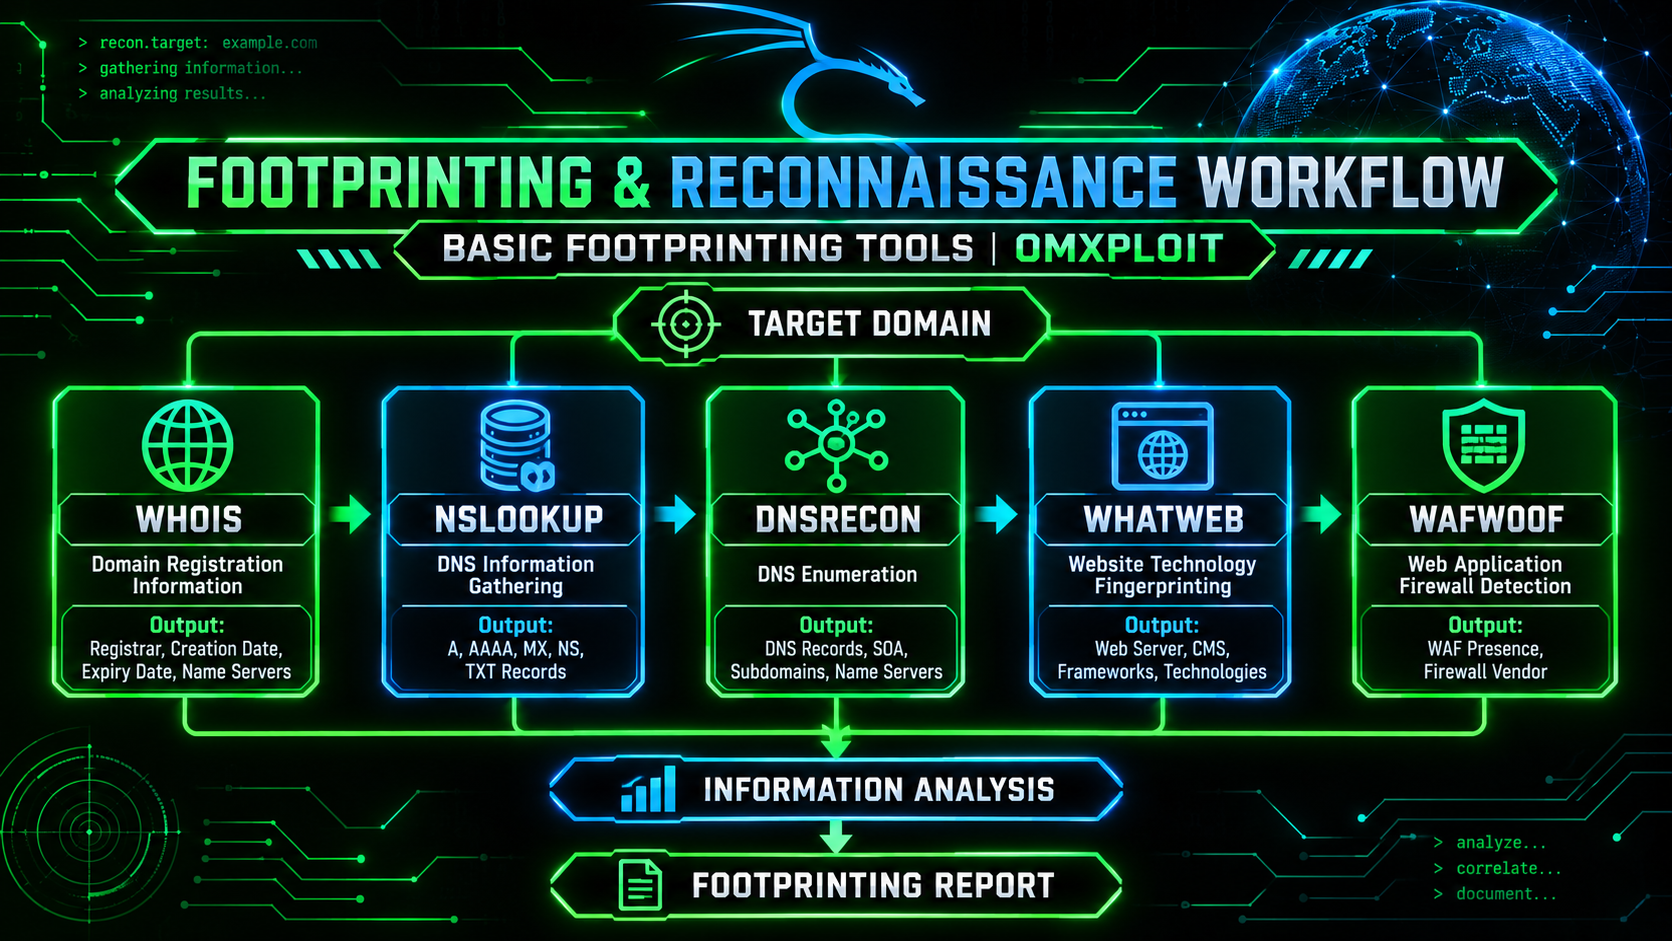 > recon.target: example.com
> gathering information...
> analyzing results...
FOOTPRINTING & RECONNAISSANCE WORKFLOW
BASIC FOOTPRINTING TOOLS | OMXPLOIT
TARGET DOMAIN
WHOIS
Domain Registration
Information
Output:
Registrar, Creation Date,
Expiry Date, Name Servers
NSLOOKUP
DNS Information
Gathering
Output:
A, AAAA, MX, NS,
TXT Records
DNSRECON
DNS Enumeration
Output:
DNS Records, SOA,
Subdomains, Name Servers
WHATWEB
Website Technology
Fingerprinting
Output:
Web Server, CMS,
Frameworks, Technologies
WAFWOOF
Web Application
Firewall Detection
Output:
WAF Presence,
Firewall Vendor
INFORMATION ANALYSIS
FOOTPRINTING REPORT
> analyze...
> correlate...
> document...